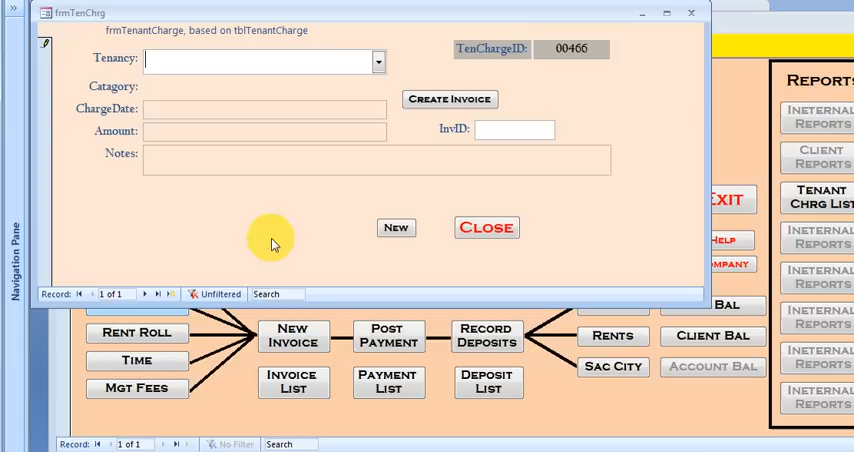 frmTenChrg
frmTenantCharge, based on tblTenantCharge
Tenancy:
TenChargeID: 00466
Catagory:
CREATE INVOICE
ChargeDate:
Amount:
InvID:
Notes:
NEW
CLOSE
Record: 1 of 1 Unfiltered Search
Navigation Pane
REPORTS
INETERNAL
REPORTS
CLIENT
REPORTS
TENANT
CHRG LIST
INETERNAL
REPORTS
INETERNAL
REPORTS
INETERNAL
REPORTS
INETERNAL
REPORTS
INETERNAL
REPORTS
EXIT
HELP
COMPANY
BAL
RENT ROLL
TIME
MGT FEES
NEW
INVOICE
POST
PAYMENT
RECORD
DEPOSITS
RENTS
CLIENT BAL
SAC CITY
ACCOUNT BAL
INVOICE
LIST
PAYMENT
LIST
DEPOSIT
LIST
Record: 1 of 1 No Filter Search